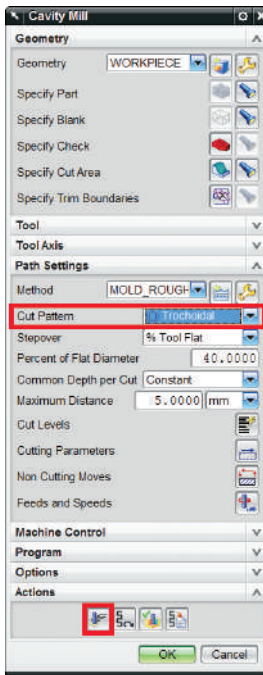 Cavity Mill
Geometry
Geometry WORKPIECE
Specify Part
Specify Blank
Specify Check
Specify Cut Area
Specify Trim Boundaries
Tool
Tool Axis
Path Settings
Method MOLD_ROUGH
Cut Pattern Trochoidal
Stepover % Tool Flat
Percent of Flat Diameter 40.0000
Common Depth per Cut Constant
Maximum Distance 5.0000 mm
Cut Levels
Cutting Parameters
Non Cutting Moves
Feeds and Speeds
Machine Control
Program
Options
Actions
OK Cancel